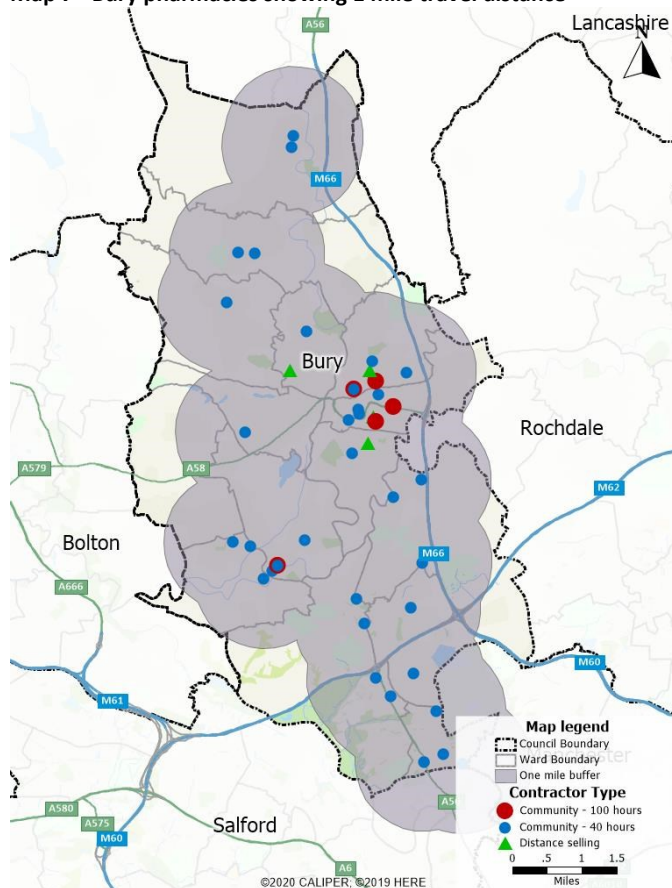 Lancashire
A56
N
M66
Bury
Rochdale
A579
A58
M62
Bolton
M66
A666
M60
M61
Map legend
Council Boundary
Ward Boundary
One mile buffer
Contractor Type
A580
Community - 100 hours
A575
Community - 40 hours
M60
Salford
Distance selling
A6
0 .5 1 1.5
Miles
©2020 CALIPER; ©2019 HERE